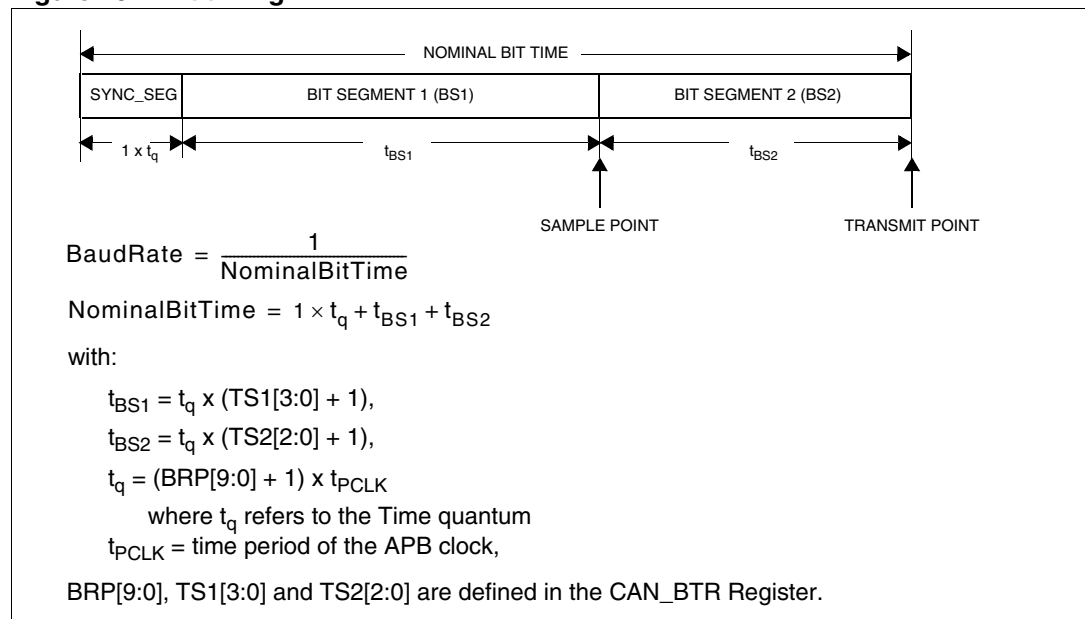 NOMINAL BIT TIME
SYNC_SEG BIT SEGMENT 1 (BS1) BIT SEGMENT 2 (BS2)
1 x tq tBS1 tBS2
SAMPLE POINT TRANSMIT POINT
BaudRate = 1 / NominalBitTime
NominalBitTime = 1 × tq + tBS1 + tBS2
with:
tBS1 = tq x (TS1[3:0] + 1),
tBS2 = tq x (TS2[2:0] + 1),
tq = (BRP[9:0] + 1) x tPCLK
where tq refers to the Time quantum
tPCLK = time period of the APB clock,
BRP[9:0], TS1[3:0] and TS2[2:0] are defined in the CAN_BTR Register.